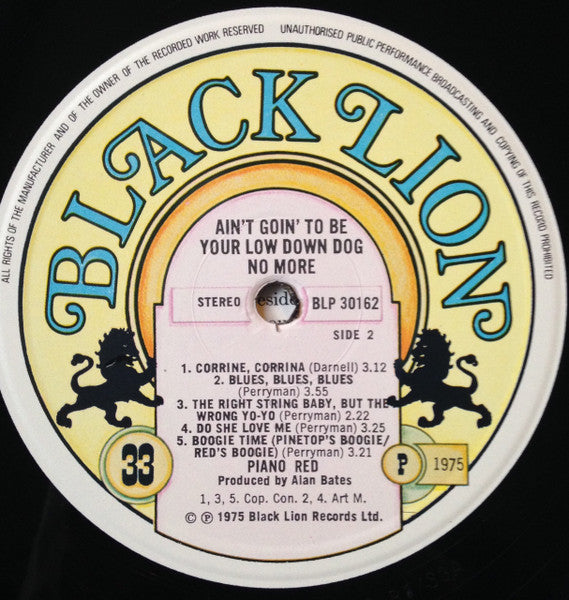 ALL RIGHTS OF THE MANUFACTURER AND OF THE OWNER OF THE RECORDED WORK RESERVED UNAUTHORISED PUBLIC PERFORMANCE BROADCASTING AND COPYING OF THIS RECORD PROHIBITED
BLACK LION
AIN'T GOIN' TO BE
YOUR LOW DOWN DOG
NO MORE
STEREO eside BLP 30162
SIDE 2
1. CORRINE, CORRINA (Darnell) 3.12
2. BLUES, BLUES, BLUES
(Perryman) 3.55
3. THE RIGHT STRING BABY, BUT THE
WRONG YO-YO (Perryman) 2.22
4. DO SHE LOVE ME (Perryman) 3.25
5. BOOGIE TIME (PINETOP'S BOOGIE/
RED'S BOOGIE) (Perryman) 3.21
PIANO RED
Produced by Alan Bates
33
P 1975
1, 3, 5. Cop. Con. 2, 4. Art M.
© ℗ 1975 Black Lion Records Ltd.